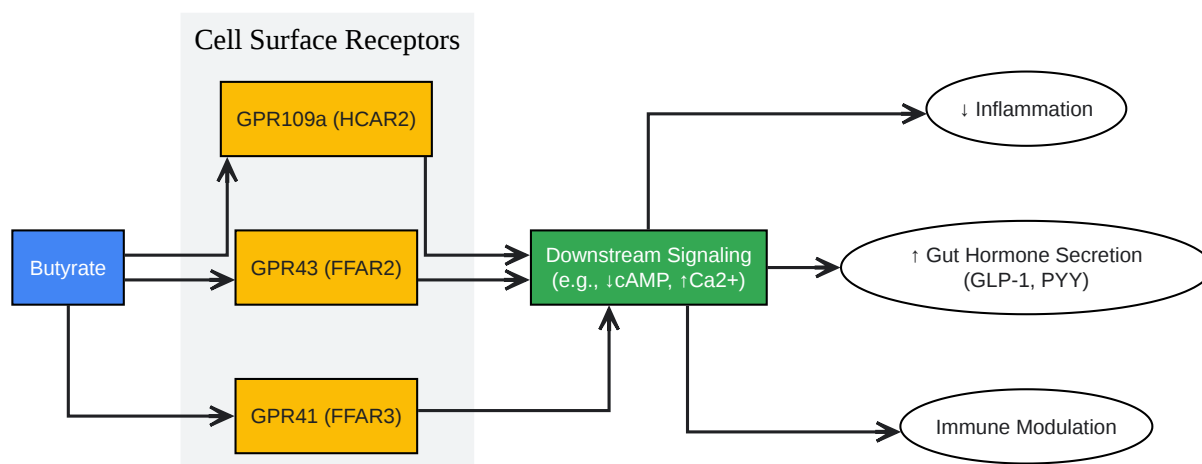 Cell Surface Receptors
GPR109a (HCAR2)
↓ Inflammation
Butyrate
GPR43 (FFAR2)
Downstream Signaling
(e.g., ↓cAMP, ↑Ca2+)
↑ Gut Hormone Secretion
(GLP-1, PYY)
GPR41 (FFAR3)
Immune Modulation